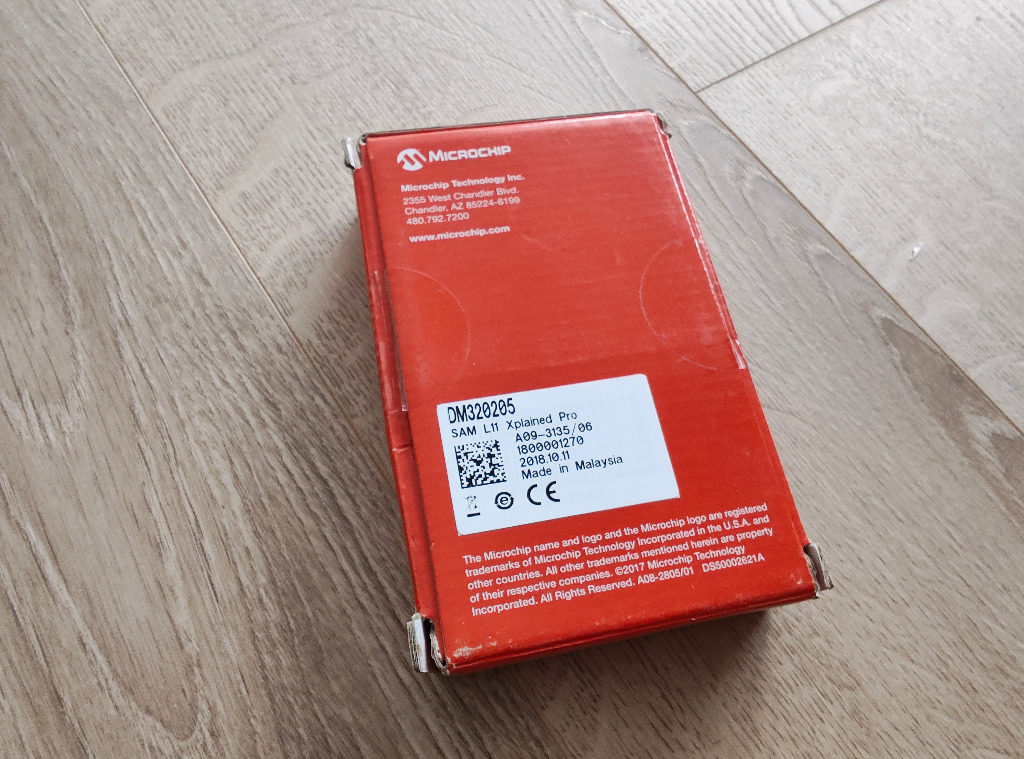 MICROCHIP
Microchip Technology Inc.
2355 West Chandler Blvd.
Chandler, AZ 85224-6199
480.792.7200
www.microchip.com
DM320205
SAM L11 Xplained Pro
A09-3135/06
1800001270
2018.10.11
Made in Malaysia
e
CE
The Microchip name and logo and the Microchip logo are registered
trademarks of Microchip Technology Incorporated in the U.S.A. and
other countries. All other trademarks mentioned herein are property
of their respective companies. ©2017 Microchip Technology
Incorporated. All Rights Reserved. A08-2805/01 DS50002621A